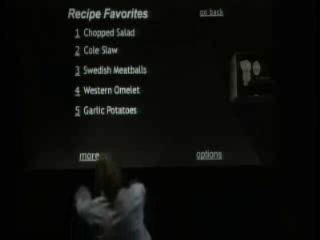 Recipe Favorites
go back
1 Chopped Salad
2 Cole Slaw
3 Swedish Meatballs
4 Western Omelet
5 Garlic Potatoes
more
options